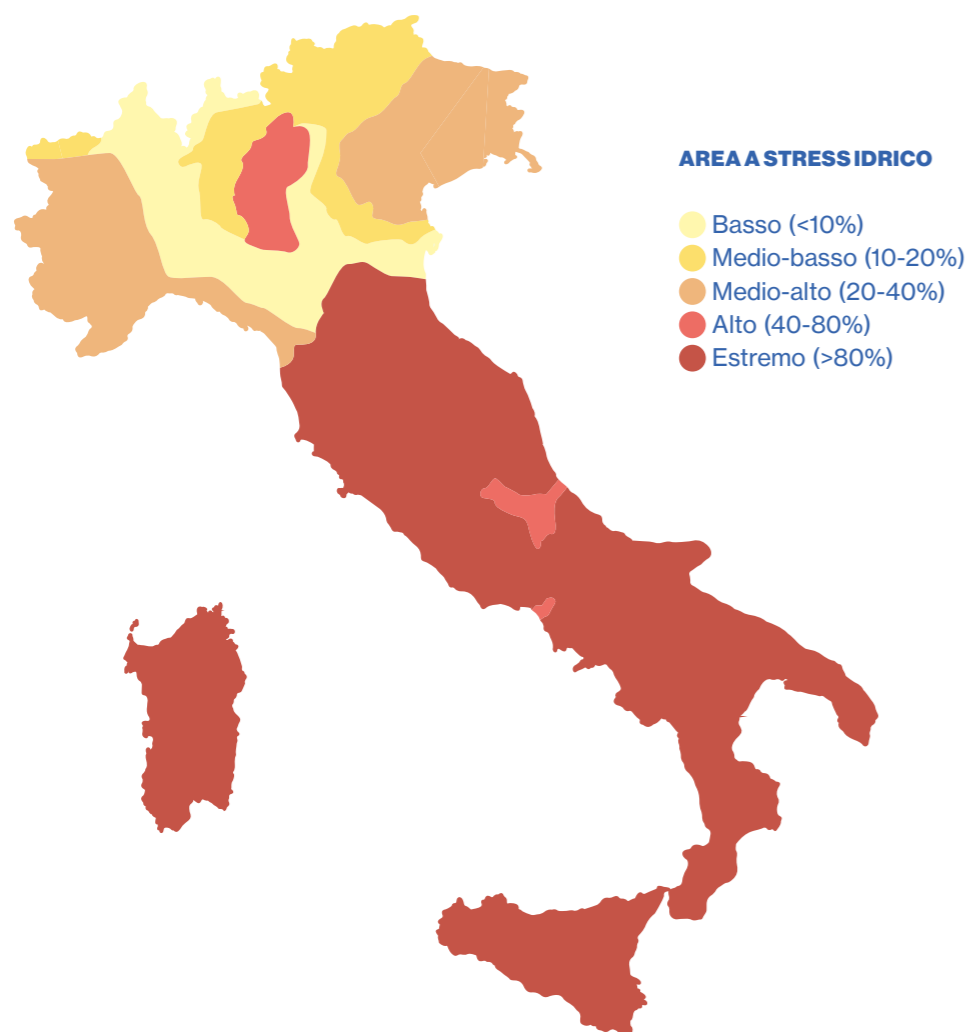 AREA A STRESS IDRICO
Basso (<10%)
Medio-basso (10-20%)
Medio-alto (20-40%)
Alto (40-80%)
Estremo (>80%)